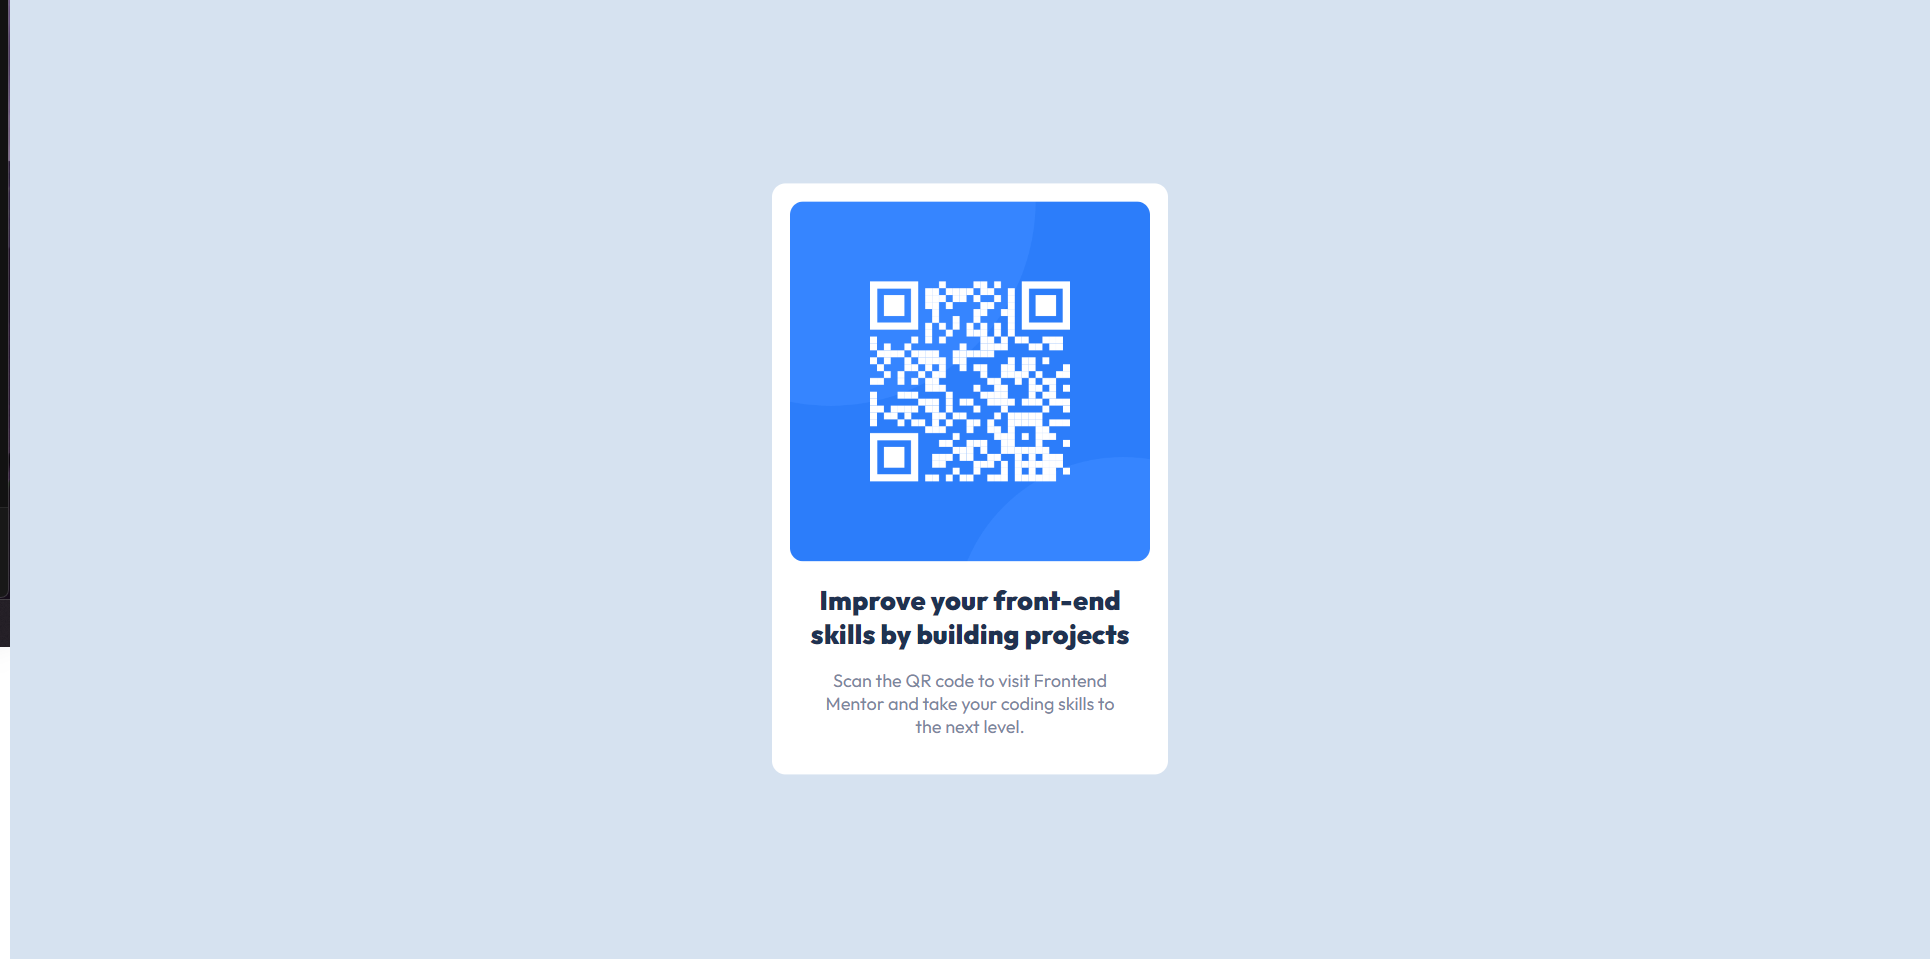 Improve your front-end
skills by building projects
Scan the QR code to visit Frontend
Mentor and take your coding skills to
the next level.